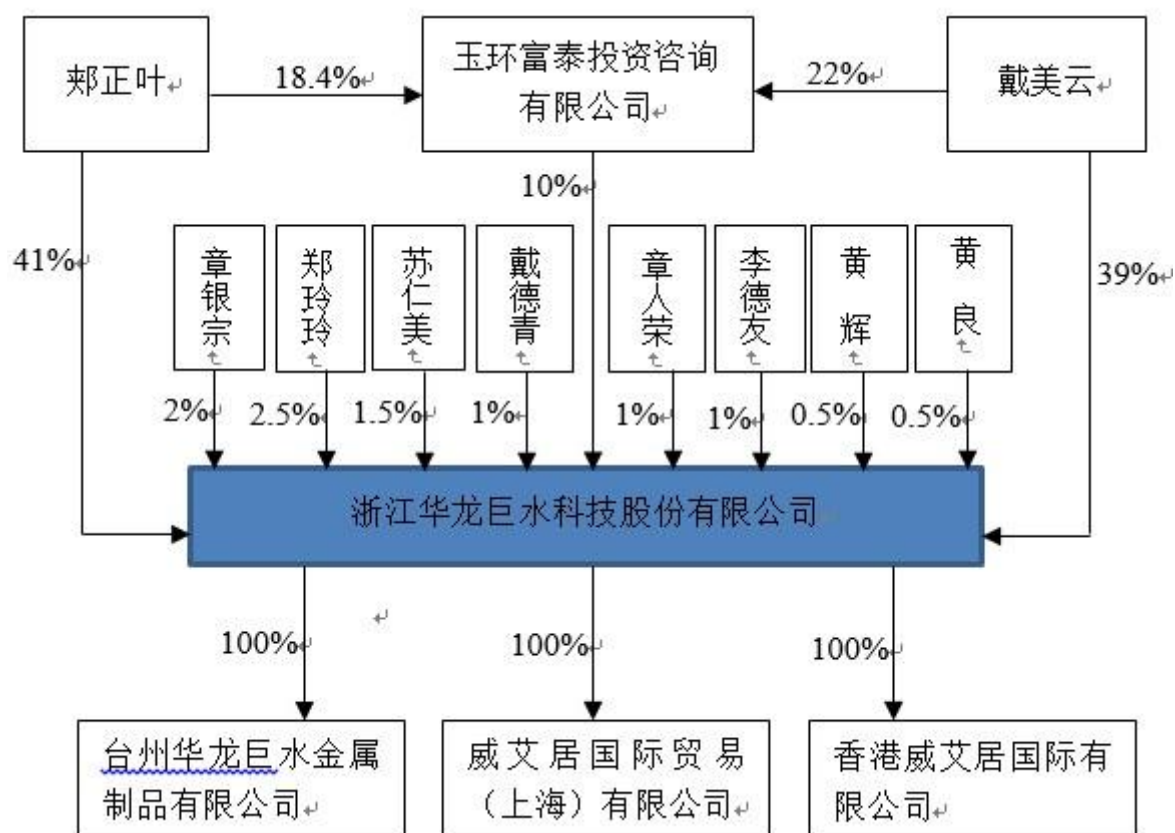 郏正叶
18.4%
玉环富泰投资咨询
有限公司
22%
戴美云
10%
41%
39%
章银宗
郑玲玲
苏仁美
戴德青
章人荣
李德友
黄辉
黄良
2%
2.5%
1.5%
1%
1%
1%
0.5%
0.5%
浙江华龙巨水科技股份有限公司
100%
100%
100%
台州华龙巨水金属
制品有限公司
威艾居国际贸易
（上海）有限公司
香港威艾居国际有
限公司